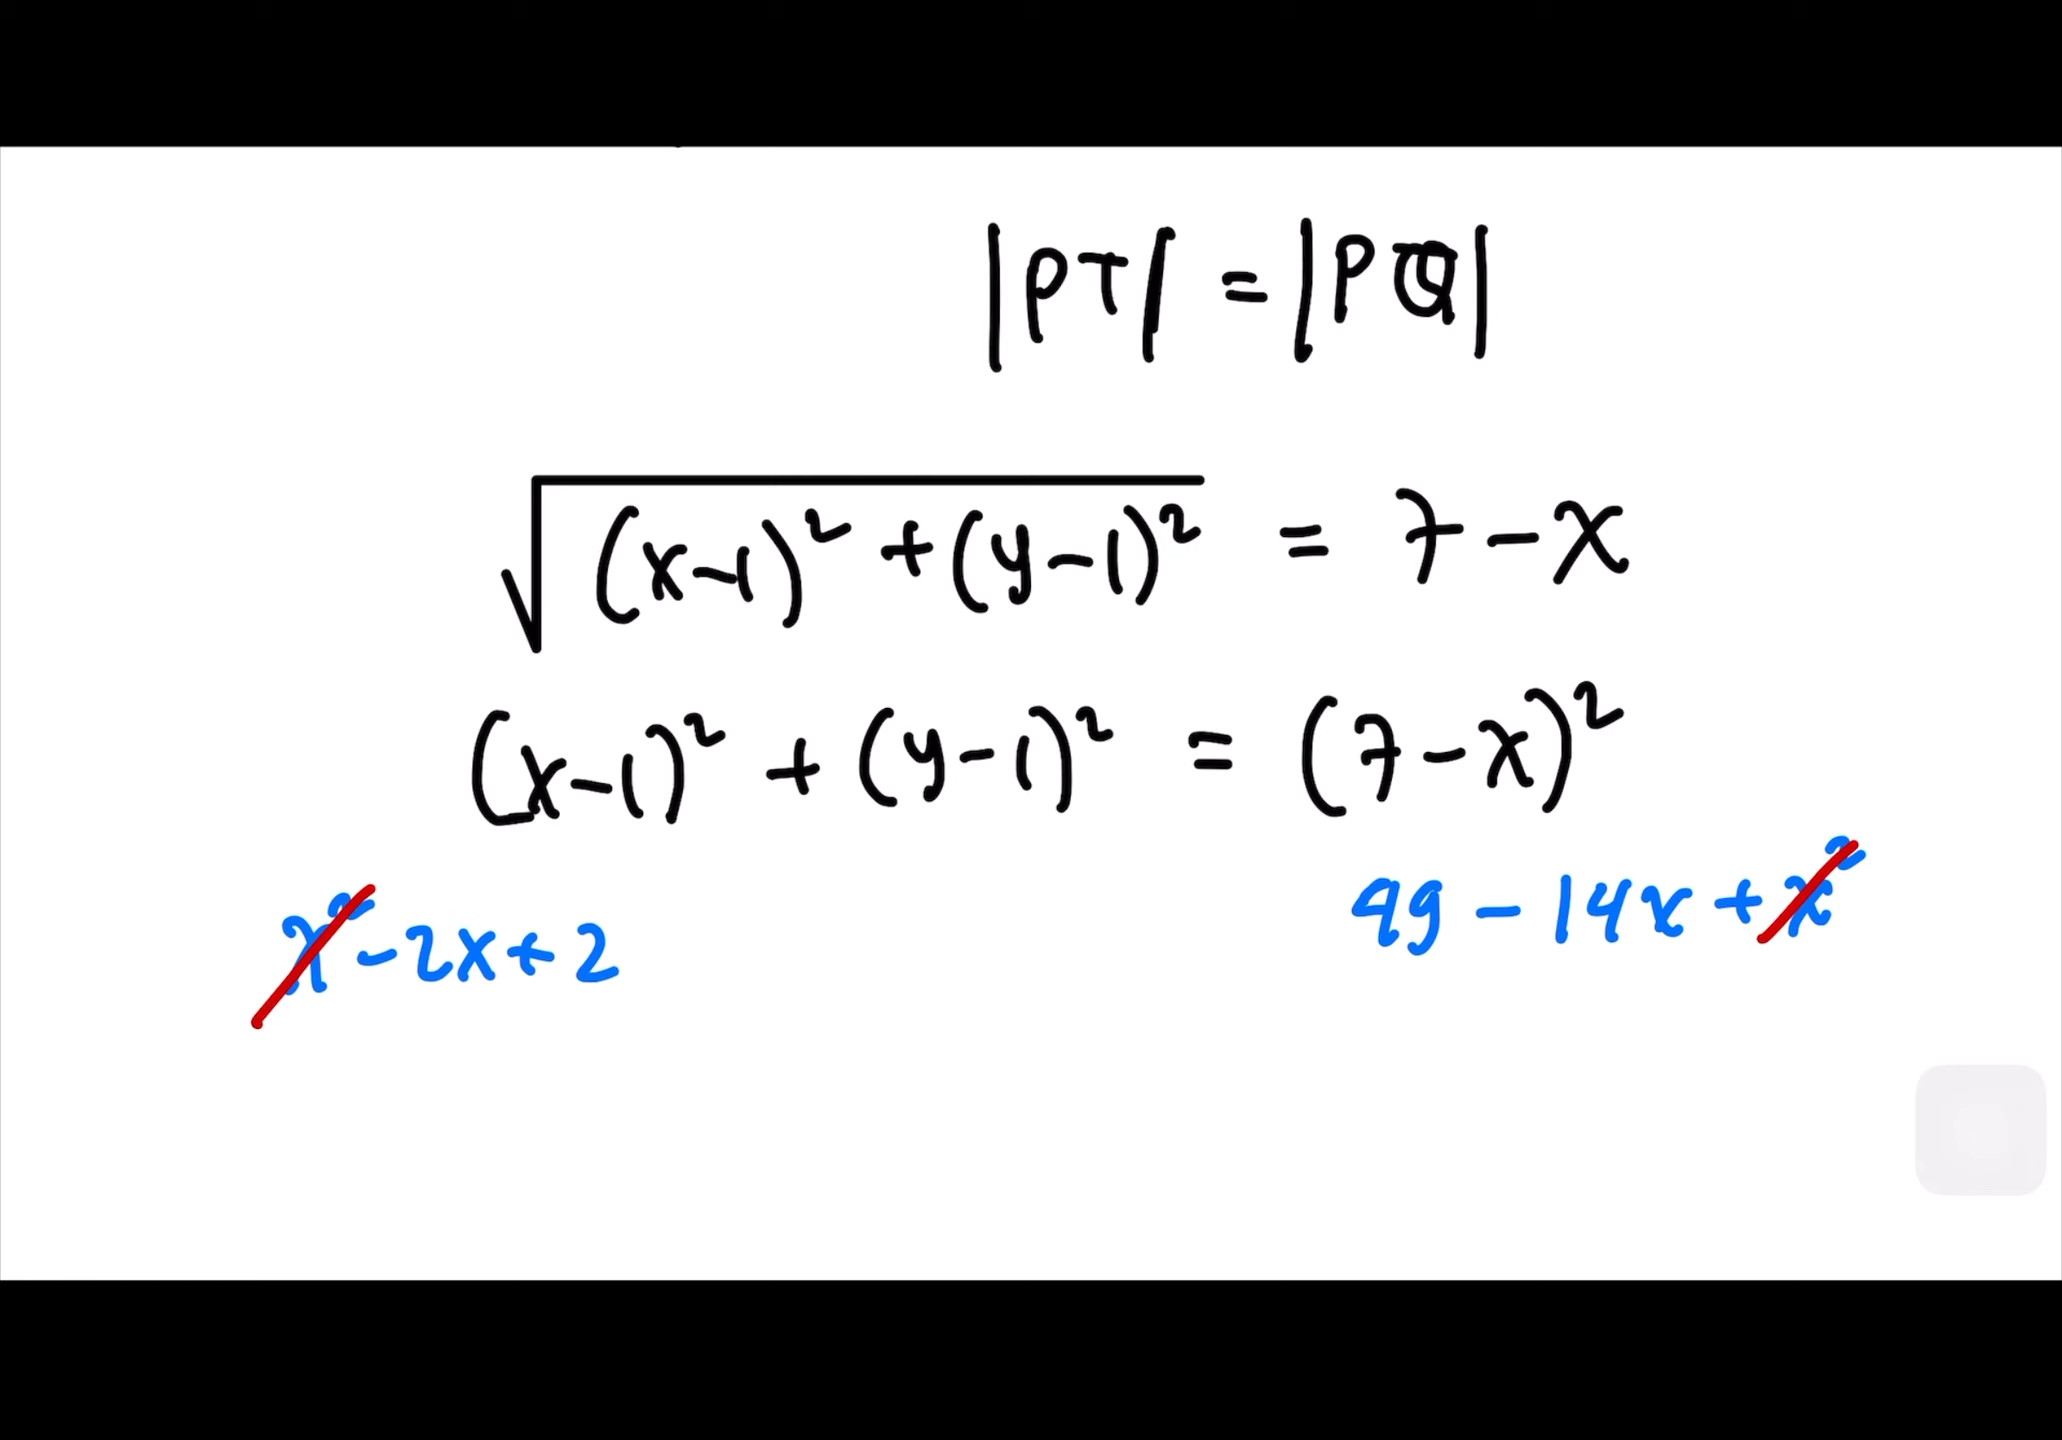 |PT| = |PQ|
√(x-1)² + (y-1)² = 7 - x
(x-1)² + (y-1)² = (7-x)²
x² - 2x + 2 49 - 14x + x²